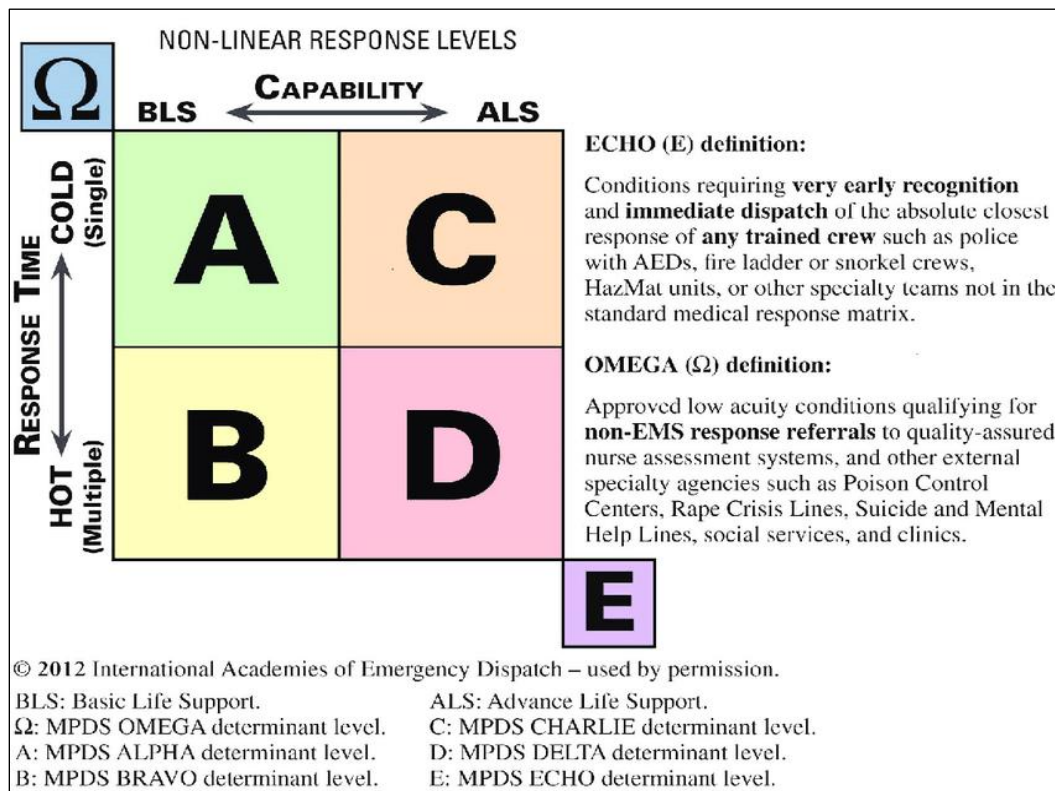 NON-LINEAR RESPONSE LEVELS
Ω
CAPABILITY
BLS
ALS
RESPONSE TIME
COLD
(Single)
HOT
(Multiple)
A
C
B
D
E
ECHO (E) definition:
Conditions requiring very early recognition
and immediate dispatch of the absolute closest
response of any trained crew such as police
with AEDs, fire ladder or snorkel crews,
HazMat units, or other specialty teams not in the
standard medical response matrix.
OMEGA (Ω) definition:
Approved low acuity conditions qualifying for
non-EMS response referrals to quality-assured
nurse assessment systems, and other external
specialty agencies such as Poison Control
Centers, Rape Crisis Lines, Suicide and Mental
Help Lines, social services, and clinics.
© 2012 International Academies of Emergency Dispatch – used by permission.
BLS: Basic Life Support.
ALS: Advance Life Support.
Ω: MPDS OMEGA determinant level.
C: MPDS CHARLIE determinant level.
A: MPDS ALPHA determinant level.
D: MPDS DELTA determinant level.
B: MPDS BRAVO determinant level.
E: MPDS ECHO determinant level.